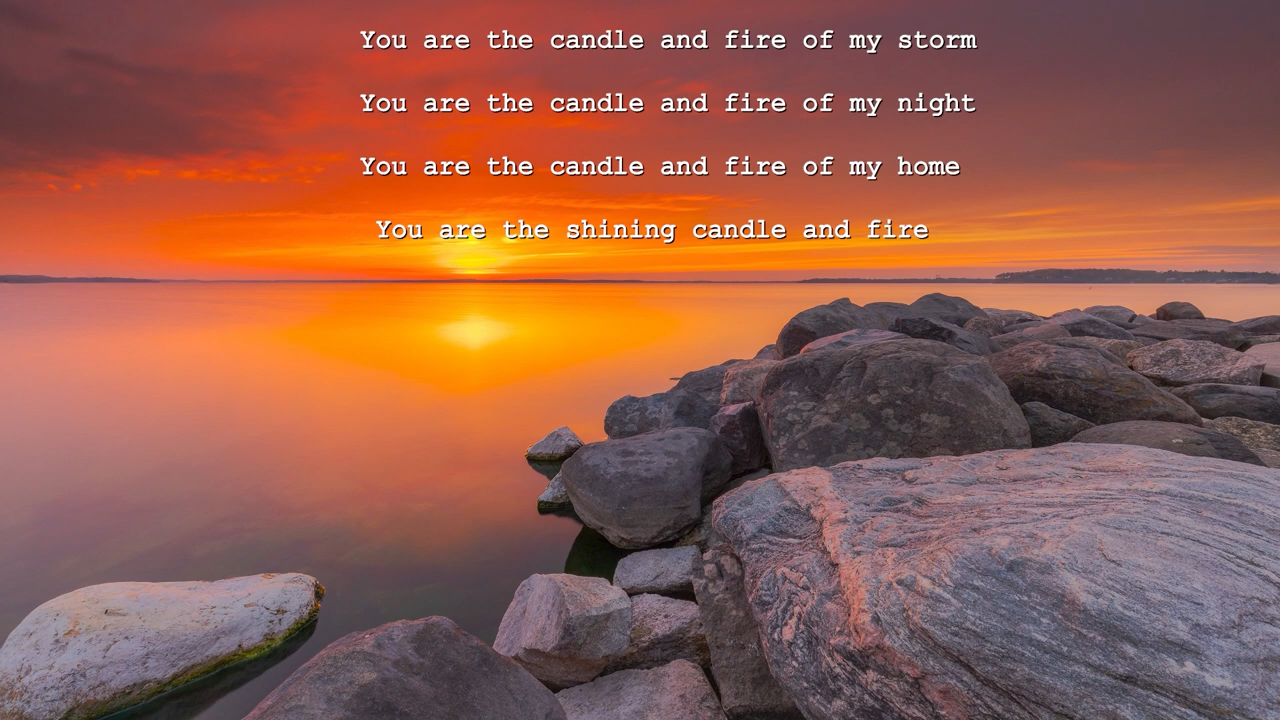 You are the candle and fire of my storm
You are the candle and fire of my night
You are the candle and fire of my home
You are the shining candle and fire